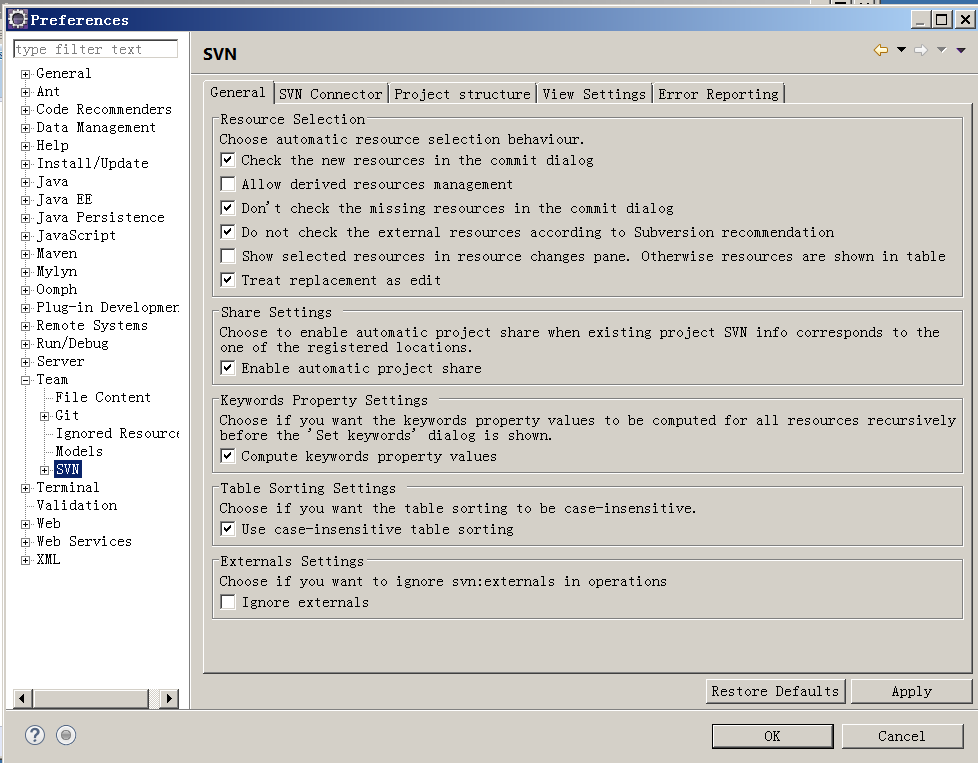 Preferences
type filter text
General
Ant
Code Recommenders
Data Management
Help
Install/Update
Java
Java EE
Java Persistence
JavaScript
Maven
Mylyn
Oomph
Plug-in Developmen
Remote Systems
Run/Debug
Server
Team
File Content
Git
Ignored Resource
Models
SVN
Terminal
Validation
Web
Web Services
XML
SVN
General SVN Connector Project structure View Settings Error Reporting
Resource Selection
Choose automatic resource selection behaviour.
Check the new resources in the commit dialog
Allow derived resources management
Don't check the missing resources in the commit dialog
Do not check the external resources according to Subversion recommendation
Show selected resources in resource changes pane. Otherwise resources are shown in table
Treat replacement as edit
Share Settings
Choose to enable automatic project share when existing project SVN info corresponds to the
one of the registered locations.
Enable automatic project share
Keywords Property Settings
Choose if you want the keywords property values to be computed for all resources recursively
before the 'Set keywords' dialog is shown.
Compute keywords property values
Table Sorting Settings
Choose if you want the table sorting to be case-insensitive.
Use case-insensitive table sorting
Externals Settings
Choose if you want to ignore svn:externals in operations
Ignore externals
Restore Defaults Apply
? OK Cancel